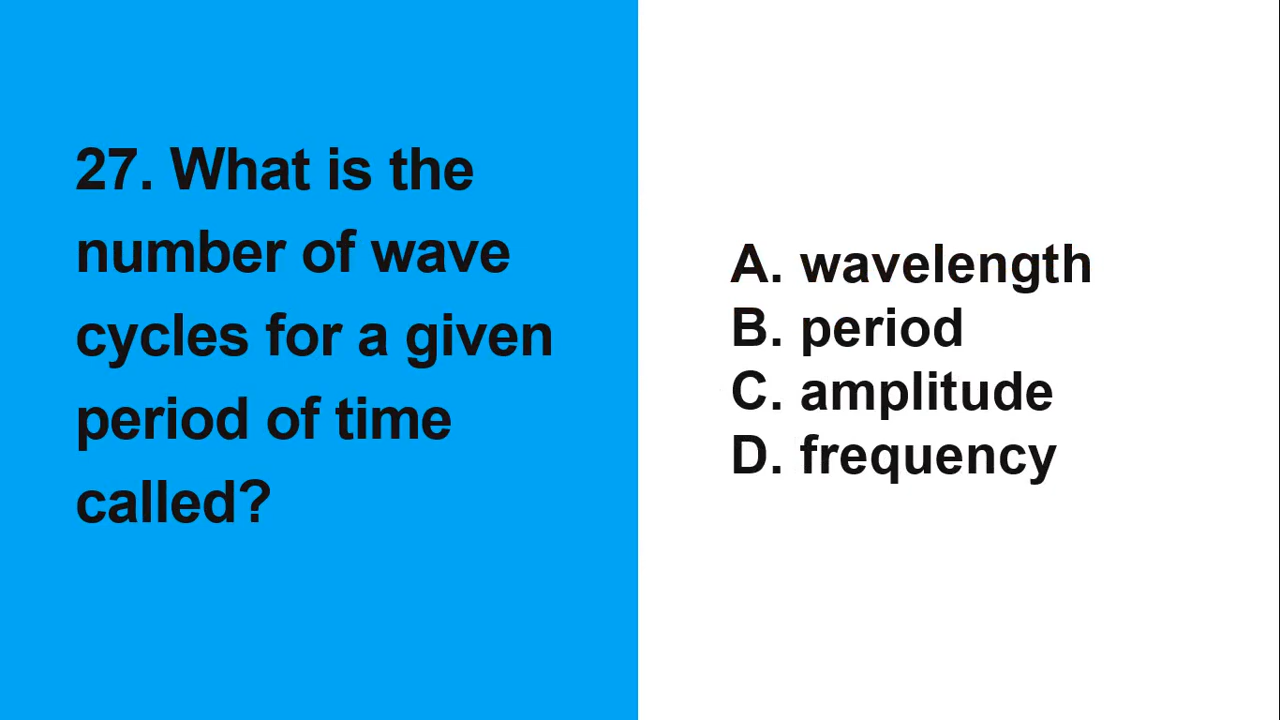 27. What is the
number of wave
cycles for a given
period of time
called?
A. wavelength
B. period
C. amplitude
D. frequency